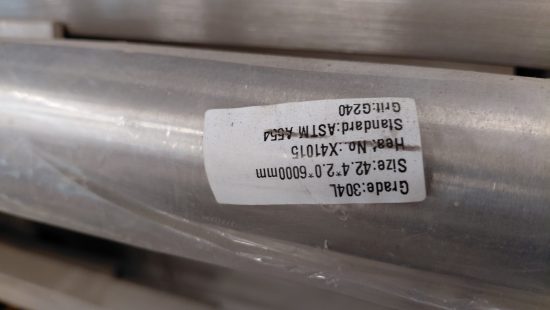 Grade:304L
Size:42.4*2.0*6000mm
Heat No.:X41015
Standard:ASTM A554
Grit:G240